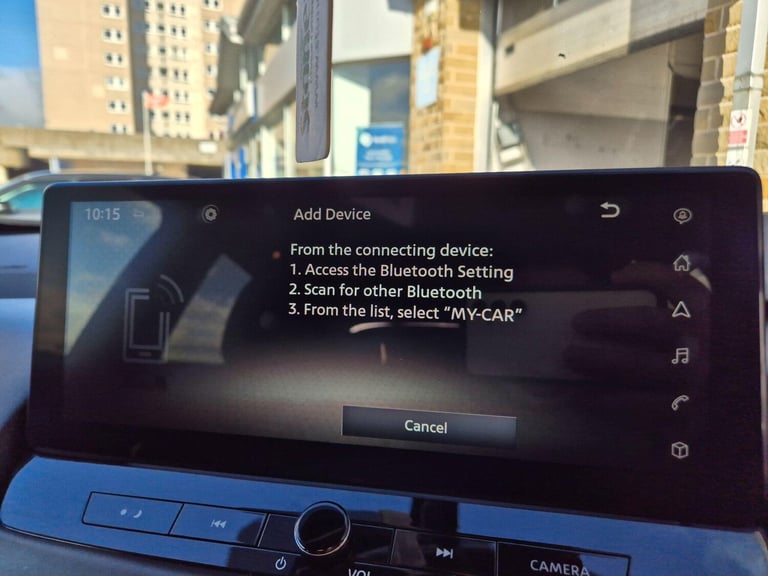 10:15
Add Device
From the connecting device:
1. Access the Bluetooth Setting
2. Scan for other Bluetooth
3. From the list, select “MY-CAR”
Cancel
CAMERA
VOL